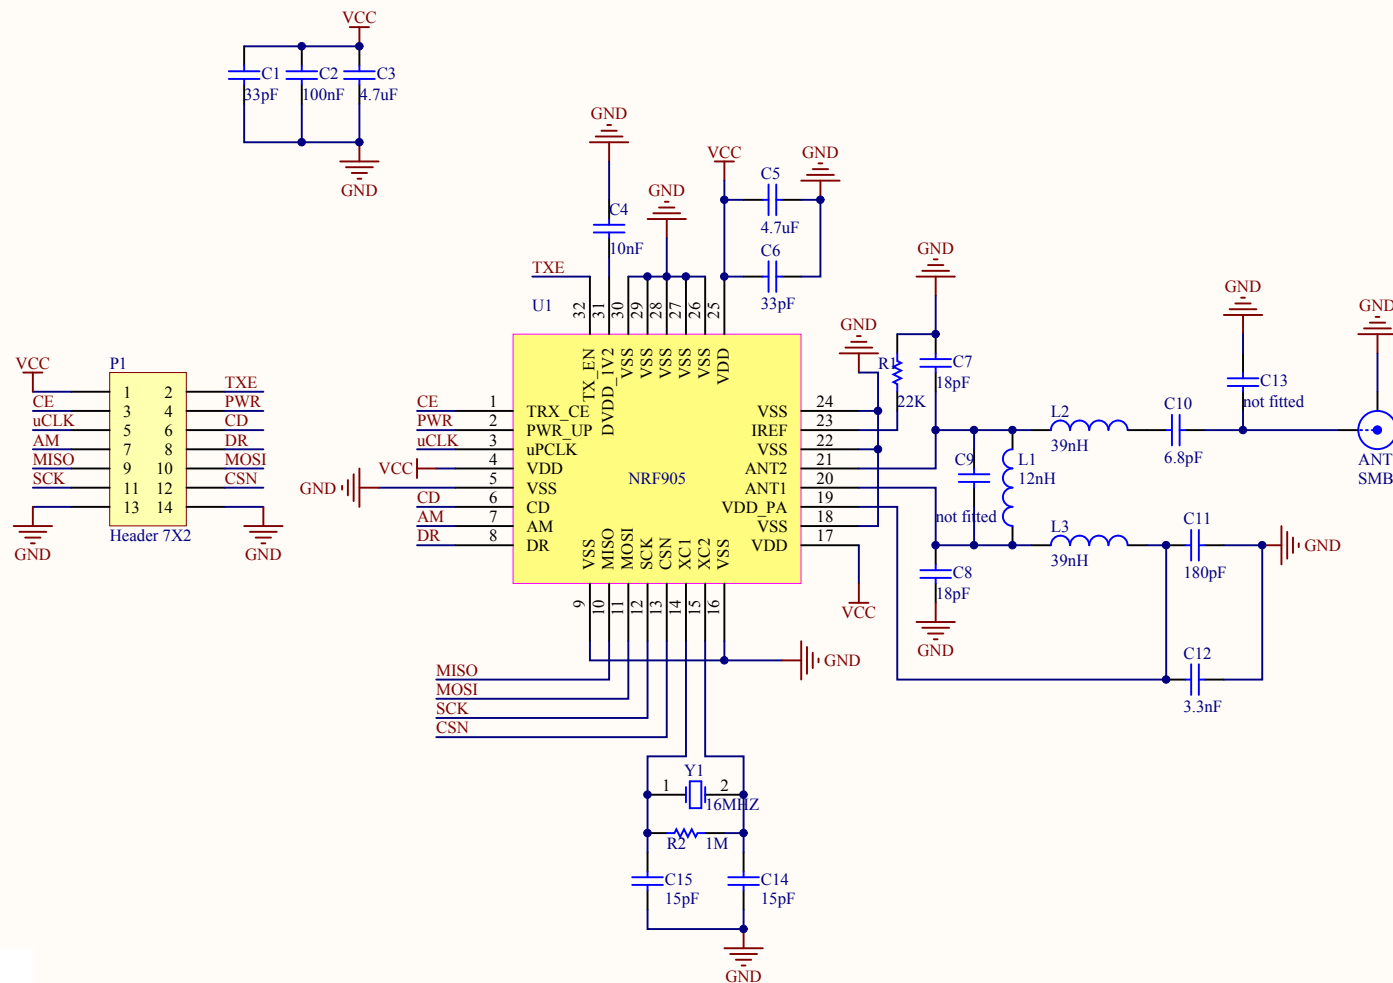 VCC
C1
33pF
C2
100nF
C3
4.7uF
GND
GND
C4
10nF
GND
VCC
GND
C5
4.7uF
C6
33pF
TXE
U1
32
31
30
29
28
27
26
25
TX_EN
DVDD_1V2
VSS
VSS
VSS
VSS
VSS
VDD
GND
GND
R1
22K
C7
18pF
GND
C13
not fitted
GND
ANT
SMB
VCC
P1
1
2
TXE
CE
3
4
PWR
uCLK
5
6
CD
AM
7
8
DR
MISO
9
10
MOSI
SCK
11
12
CSN
13
14
GND
Header 7X2
GND
CE
1
TRX_CE
PWR
2
PWR_UP
uCLK
3
uPCLK
VCC
4
VDD
GND
5
VSS
CD
6
CD
AM
7
AM
DR
8
DR
NRF905
VSS
24
IREF
23
VSS
22
ANT2
21
ANT1
20
VDD_PA
19
VSS
18
VDD
17
VCC
L2
39nH
C10
6.8pF
C9
not fitted
L1
12nH
L3
39nH
C11
180pF
GND
C8
18pF
GND
C12
3.3nF
VSS
MISO
MOSI
SCK
CSN
XC1
XC2
VSS
9
10
11
12
13
14
15
16
GND
MISO
MOSI
SCK
CSN
Y1
1
2
16MHZ
R2
1M
C15
15pF
C14
15pF
GND